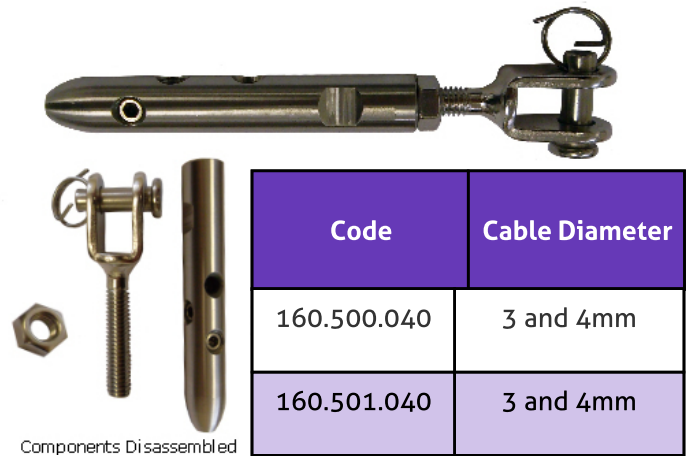 Code Cable Diameter
160.500.040 3 and 4mm
160.501.040 3 and 4mm
Components Disassembled